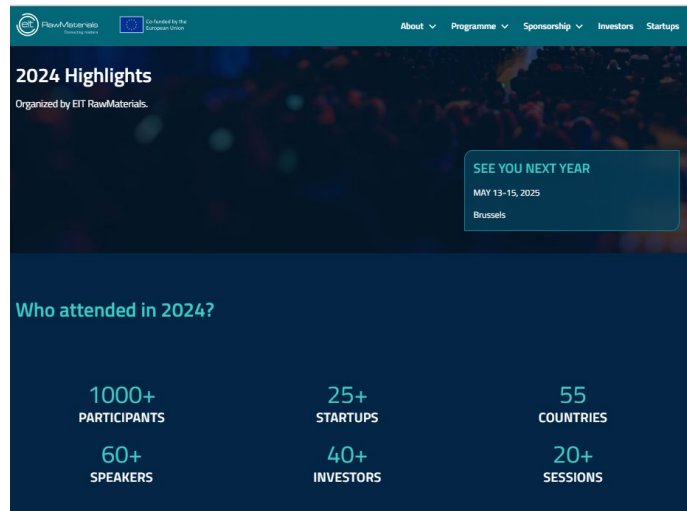 eit RawMaterials
Connecting matters
Co-funded by the
European Union
About Programme Sponsorship Investors Startups
2024 Highlights
Organized by EIT RawMaterials.
SEE YOU NEXT YEAR
MAY 13-15, 2025
Brussels
Who attended in 2024?
1000+ 25+ 55
PARTICIPANTS STARTUPS COUNTRIES
60+ 40+ 20+
SPEAKERS INVESTORS SESSIONS